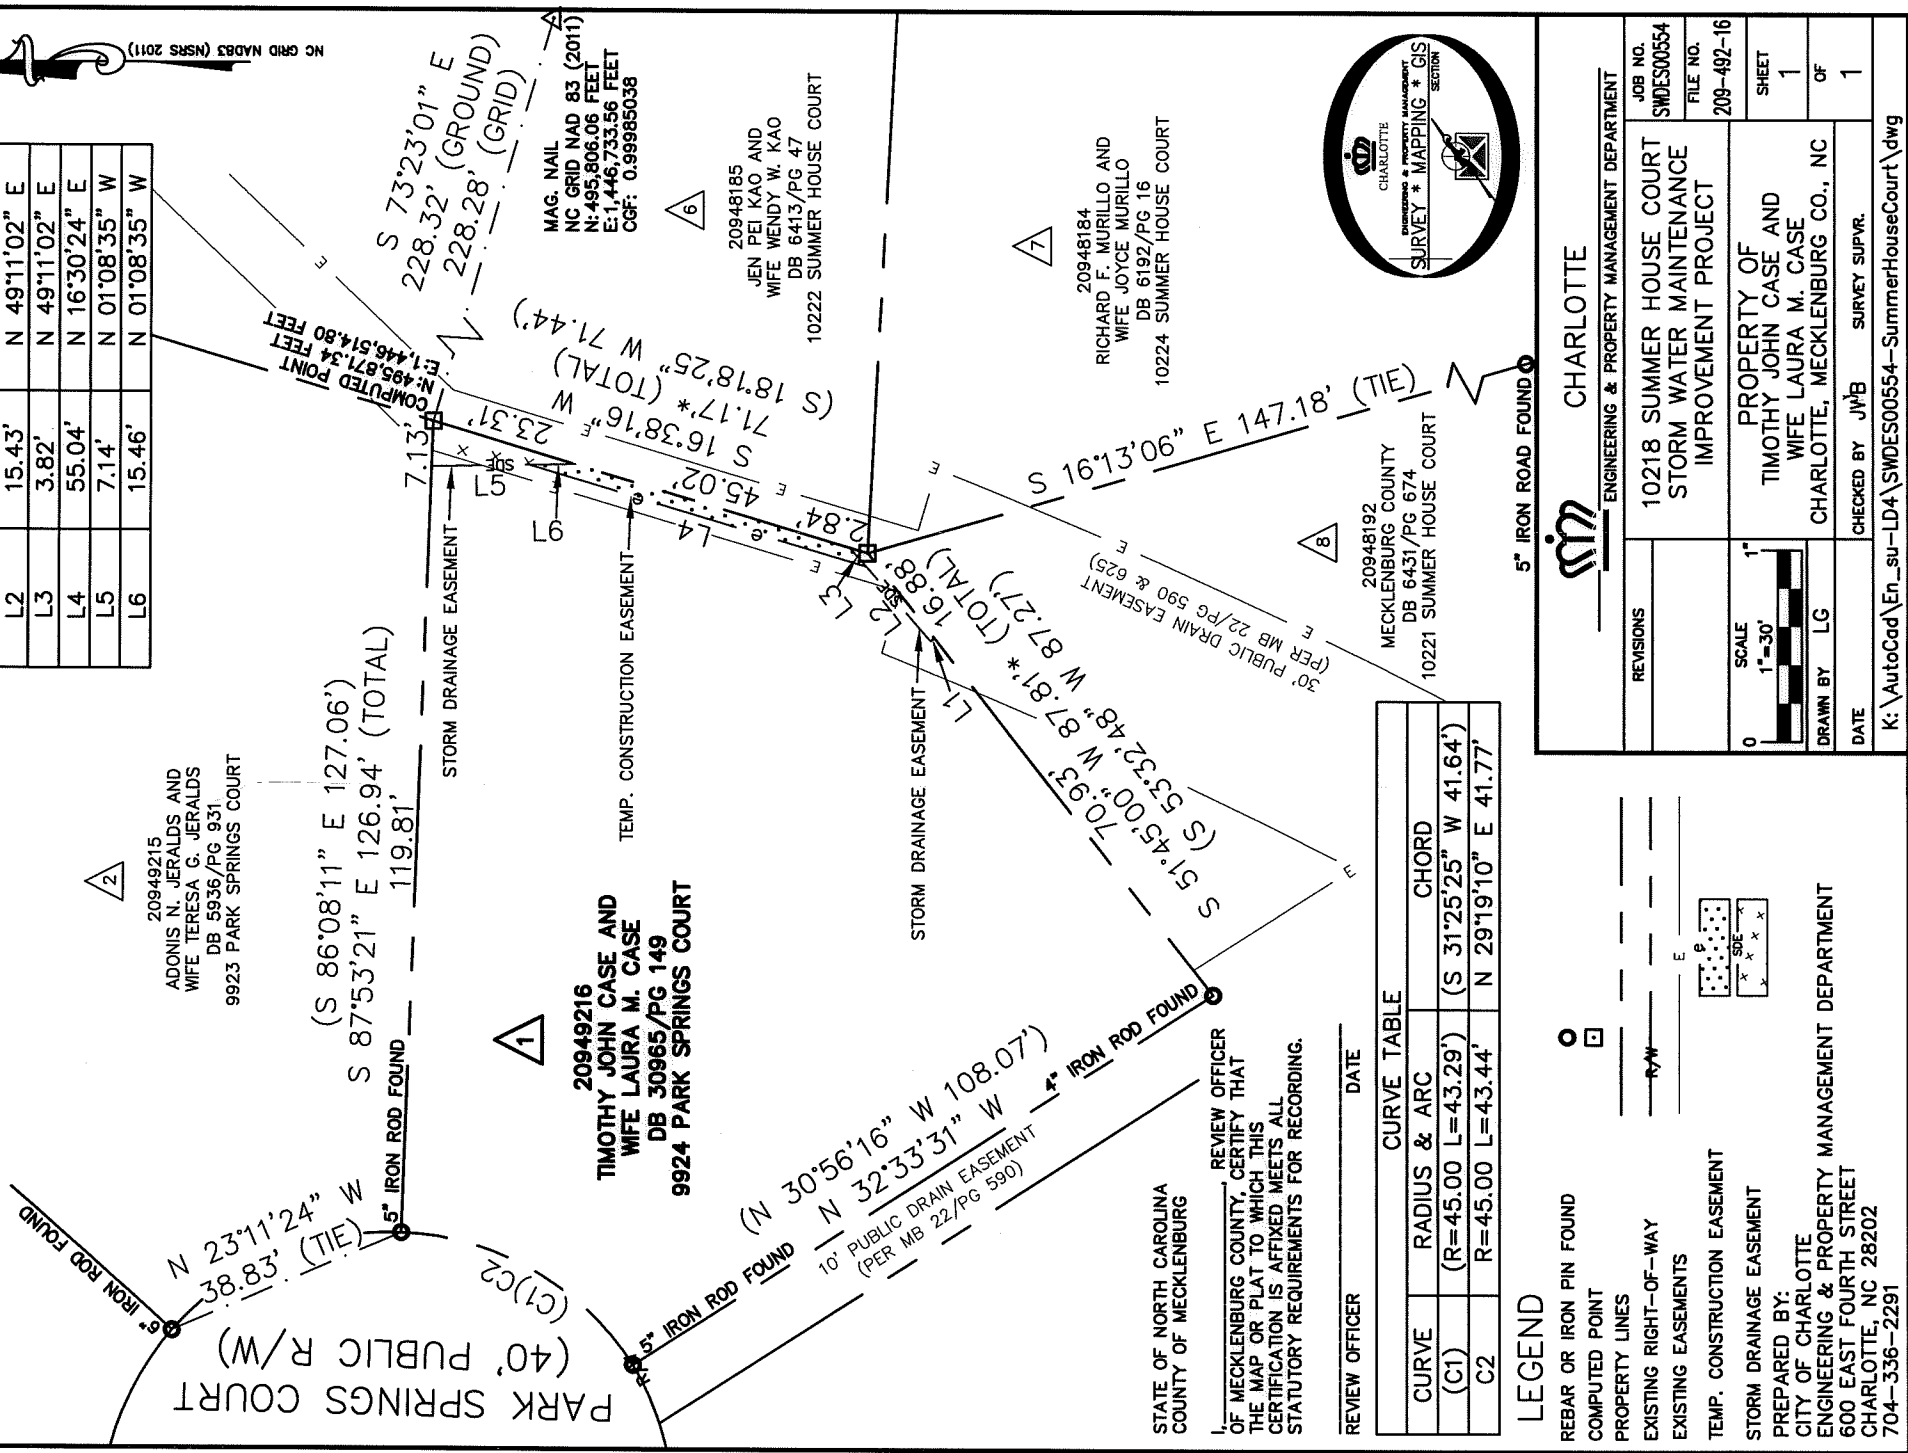 NC GRID NAD83 (NSRS 2011)
L2 15.43' N 49°11'02" E
L3 3.82' N 49°11'02" E
L4 55.04' N 16°30'24" E
L5 7.14' N 01°08'35" W
L6 15.46' N 01°08'35" W
S 73°23'01" E
228.32' (GROUND)
228.28' (GRID)
MAG. NAIL
NC GRID NAD 83 (2011)
N:495,806.06 FEET
E:1,446,733.56 FEET
CGF: 0.99985038
COMPUTED POINT
N:495,871.34 FEET
E:1,446,514.80 FEET
6
20948185
JEN PEI KAO AND
WIFE WENDY W. KAO
DB 6413/PG 47
10222 SUMMER HOUSE COURT
7
20948184
RICHARD F. MURILLO AND
WIFE JOYCE MURILLO
DB 6192/PG 16
10224 SUMMER HOUSE COURT
8
20948192
MECKLENBURG COUNTY
DB 6431/PG 674
10221 SUMMER HOUSE COURT
2
20949215
ADONIS N. JERALDS AND
WIFE TERESA G. JERALDS
DB 5936/PG 931
9923 PARK SPRINGS COURT
(S 86°08'11" E 127.06')
S 87°53'21" E 126.94' (TOTAL)
119.81'
7.13'
STORM DRAINAGE EASEMENT
TEMP. CONSTRUCTION EASEMENT
STORM DRAINAGE EASEMENT
SDE
L5
L6
L4
L3
L2
SDE
L1
e
e
E
E
E
E
E
E
E
E
E
E
23.31'
45.02'
2.84'
S 16°38'16" W
71.17'* (TOTAL)
(S 18°18'25" W 71.44')
S 16°13'06" E 147.18' (TIE)
5" IRON ROAD FOUND
16.88'
70.93'
S 51°45'00" W 87.81'* (TOTAL)
(S 53°32'48" W 87.27')
30' PUBLIC DRAIN EASEMENT
(PER MB 22/PG 590 & 625)
1
20949216
TIMOTHY JOHN CASE AND
WIFE LAURA M. CASE
DB 30965/PG 149
9924 PARK SPRINGS COURT
6" IRON ROD FOUND
N 23°11'24" W
38.83' (TIE)
5" IRON ROD FOUND
(C1)C2
PARK SPRINGS COURT
(40' PUBLIC R/W)
5" IRON ROD FOUND
4" IRON ROD FOUND
(N 30°56'16" W 108.07')
N 32°33'31" W
10' PUBLIC DRAIN EASEMENT
(PER MB 22/PG 590)
STATE OF NORTH CAROLINA
COUNTY OF MECKLENBURG
I,____________, REVIEW OFFICER
OF MECKLENBURG COUNTY, CERTIFY THAT
THE MAP OR PLAT TO WHICH THIS
CERTIFICATION IS AFFIXED MEETS ALL
STATUTORY REQUIREMENTS FOR RECORDING.
REVIEW OFFICER DATE
CURVE TABLE
CURVE RADIUS & ARC CHORD
(C1) (R=45.00 L=43.29') (S 31°25'25" W 41.64')
C2 R=45.00 L=43.44' N 29°19'10" E 41.77'
LEGEND
REBAR OR IRON PIN FOUND
COMPUTED POINT
PROPERTY LINES
EXISTING RIGHT-OF-WAY R/W
EXISTING EASEMENTS E
TEMP. CONSTRUCTION EASEMENT e
STORM DRAINAGE EASEMENT SDE
PREPARED BY:
CITY OF CHARLOTTE
ENGINEERING & PROPERTY MANAGEMENT DEPARTMENT
600 EAST FOURTH STREET
CHARLOTTE, NC 28202
704-336-2291
CHARLOTTE
ENGINEERING & PROPERTY MANAGEMENT
SURVEY * MAPPING * GIS
SECTION
CHARLOTTE
ENGINEERING & PROPERTY MANAGEMENT DEPARTMENT
REVISIONS
10218 SUMMER HOUSE COURT
STORM WATER MAINTENANCE
IMPROVEMENT PROJECT
JOB NO.
SWDES00554
FILE NO.
209-492-16
SCALE
0 1"=30' 1"
PROPERTY OF
TIMOTHY JOHN CASE AND
WIFE LAURA M. CASE
CHARLOTTE, MECKLENBURG CO., NC
SHEET
1
OF
1
DRAWN BY LG
DATE CHECKED BY JWB SURVEY SUPVR.
K:\AutoCad\En_su-LD4\SWDES00554-SummerHouseCourt\dwg